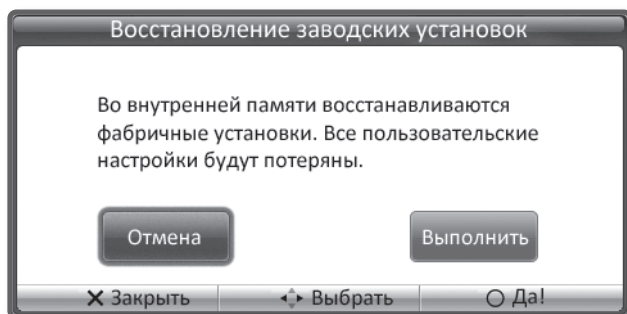 Восстановление заводских установок
Во внутренней памяти восстанавливаются
фабричные установки. Все пользовательские
настройки будут потеряны.
Отмена
Выполнить
Закрыть
Выбрать
Да!